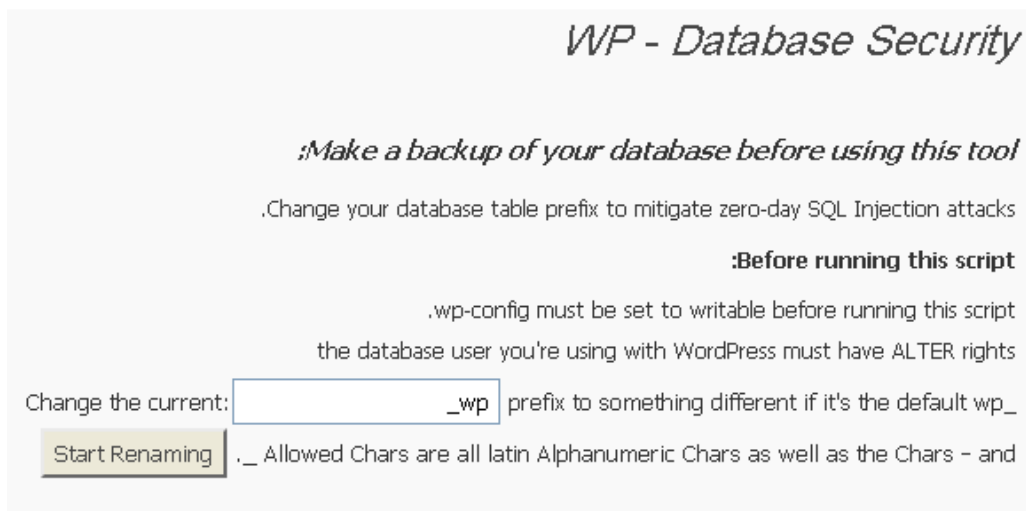 WP - Database Security
:Make a backup of your database before using this tool
.Change your database table prefix to mitigate zero-day SQL Injection attacks
:Before running this script
.wp-config must be set to writable before running this script
the database user you're using with WordPress must have ALTER rights
Change the current: _wp prefix to something different if it's the default wp_
Start Renaming ._ Allowed Chars are all latin Alphanumeric Chars as well as the Chars – and